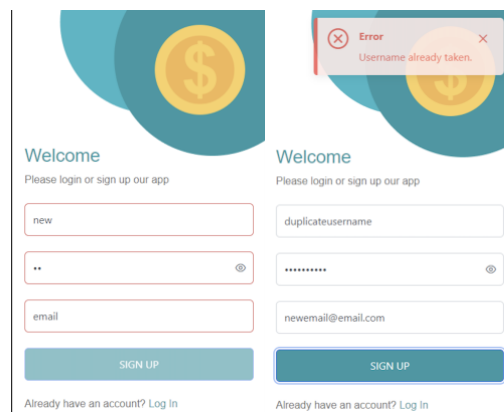 $
Welcome
Please login or sign up our app
new
••
email
SIGN UP
Already have an account? Log In
Error
Username already taken.
$
Welcome
Please login or sign up our app
duplicateusername
••••••••••
newemail@email.com
SIGN UP
Already have an account? Log In